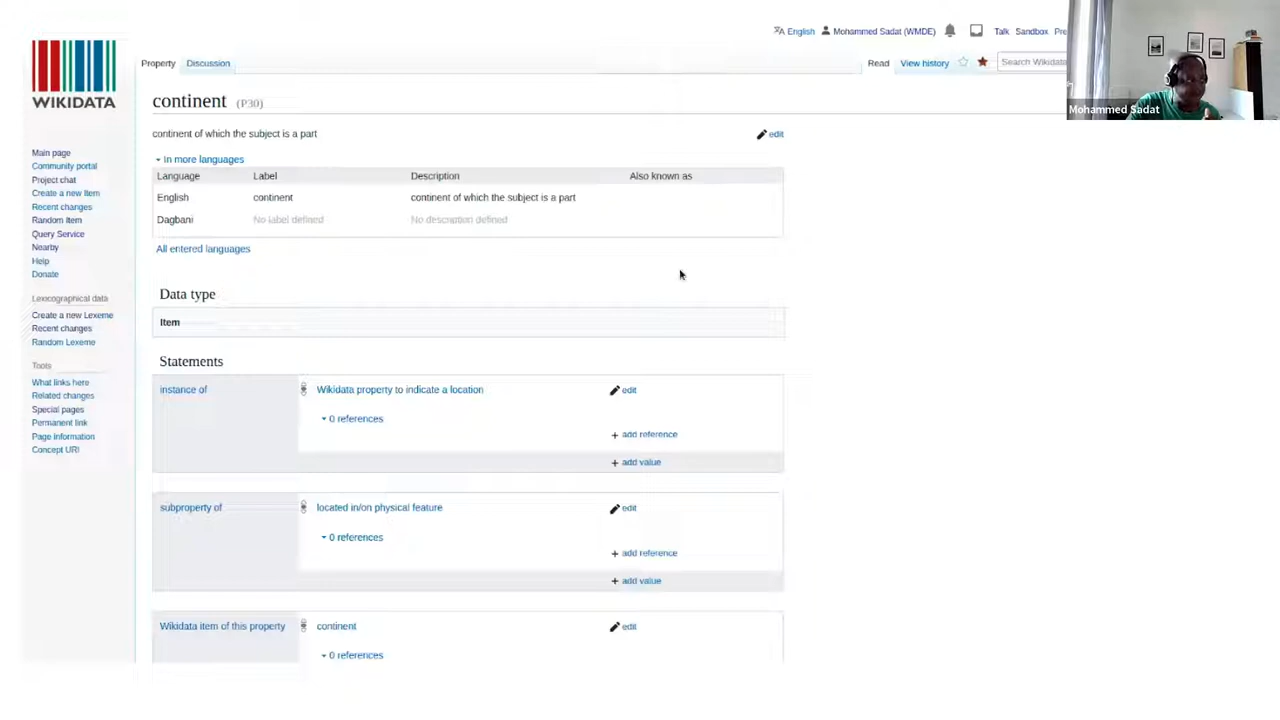 English Mohammed Sadat (WMDE) Talk Sandbox Pre
Property Discussion Read View history Search Wikidata
WIKIDATA
Mohammed Sadat
continent (P30)
continent of which the subject is a part edit
In more languages
Language Label Description Also known as
English continent continent of which the subject is a part
Dagbani No label defined No description defined
All entered languages
Main page
Community portal
Project chat
Create a new Item
Recent changes
Random Item
Query Service
Nearby
Help
Donate
Lexicographical data
Create a new Lexeme
Recent changes
Random Lexeme
Tools
What links here
Related changes
Special pages
Permanent link
Page information
Concept URI
Data type
Item
Statements
instance of Wikidata property to indicate a location edit
0 references
+ add reference
+ add value
subproperty of located in/on physical feature edit
0 references
+ add reference
+ add value
Wikidata item of this property continent edit
0 references